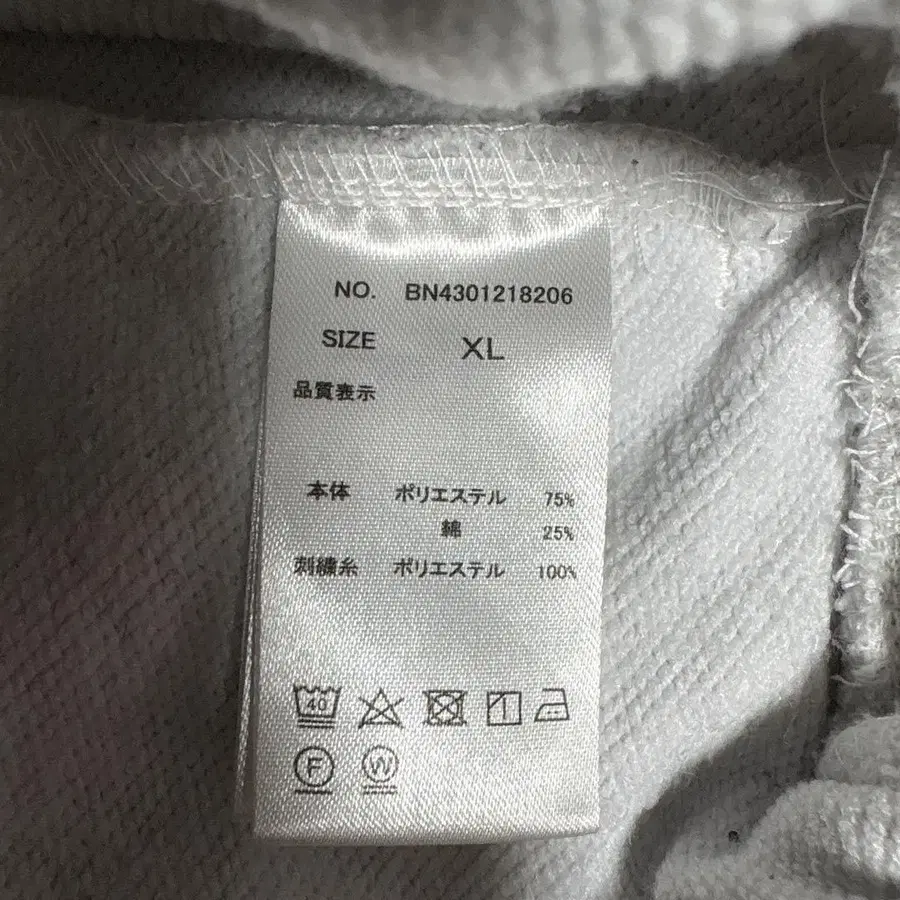 NO. BN4301218206
SIZE XL
品質表示
本体 ポリエステル 75%
綿 25%
刺繍糸 ポリエステル 100%
40
F W